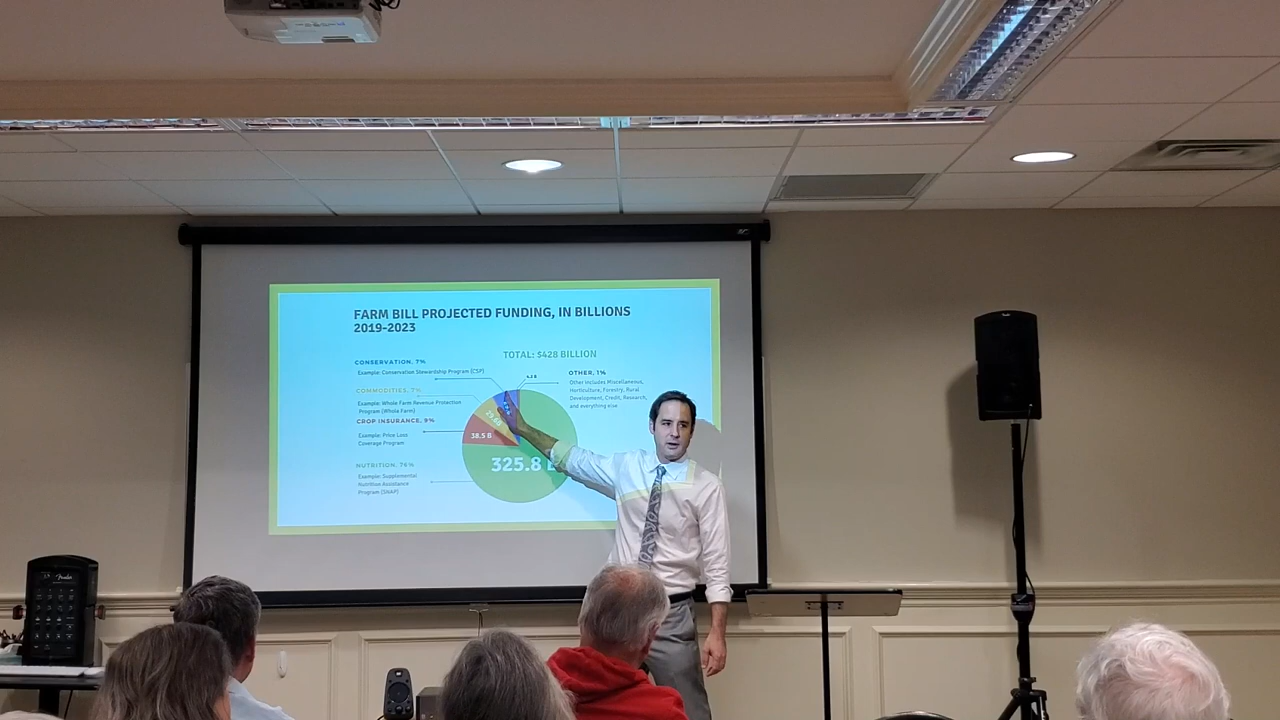 FARM BILL PROJECTED FUNDING, IN BILLIONS
2019-2023
TOTAL: $428 BILLION
CONSERVATION, 7%
Example: Conservation Stewardship Program (CSP)
COMMODITIES, 7%
Example: Whole Farm Revenue Protection
Program (Whole Farm)
CROP INSURANCE, 9%
Example: Price Loss
Coverage Program
NUTRITION, 76%
Example: Supplemental
Nutrition Assistance
Program (SNAP)
OTHER, 1%
Other includes Miscellaneous,
Horticulture, Forestry, Rural
Development, Credit, Research,
and everything else
38.5 B
325.8
Fender